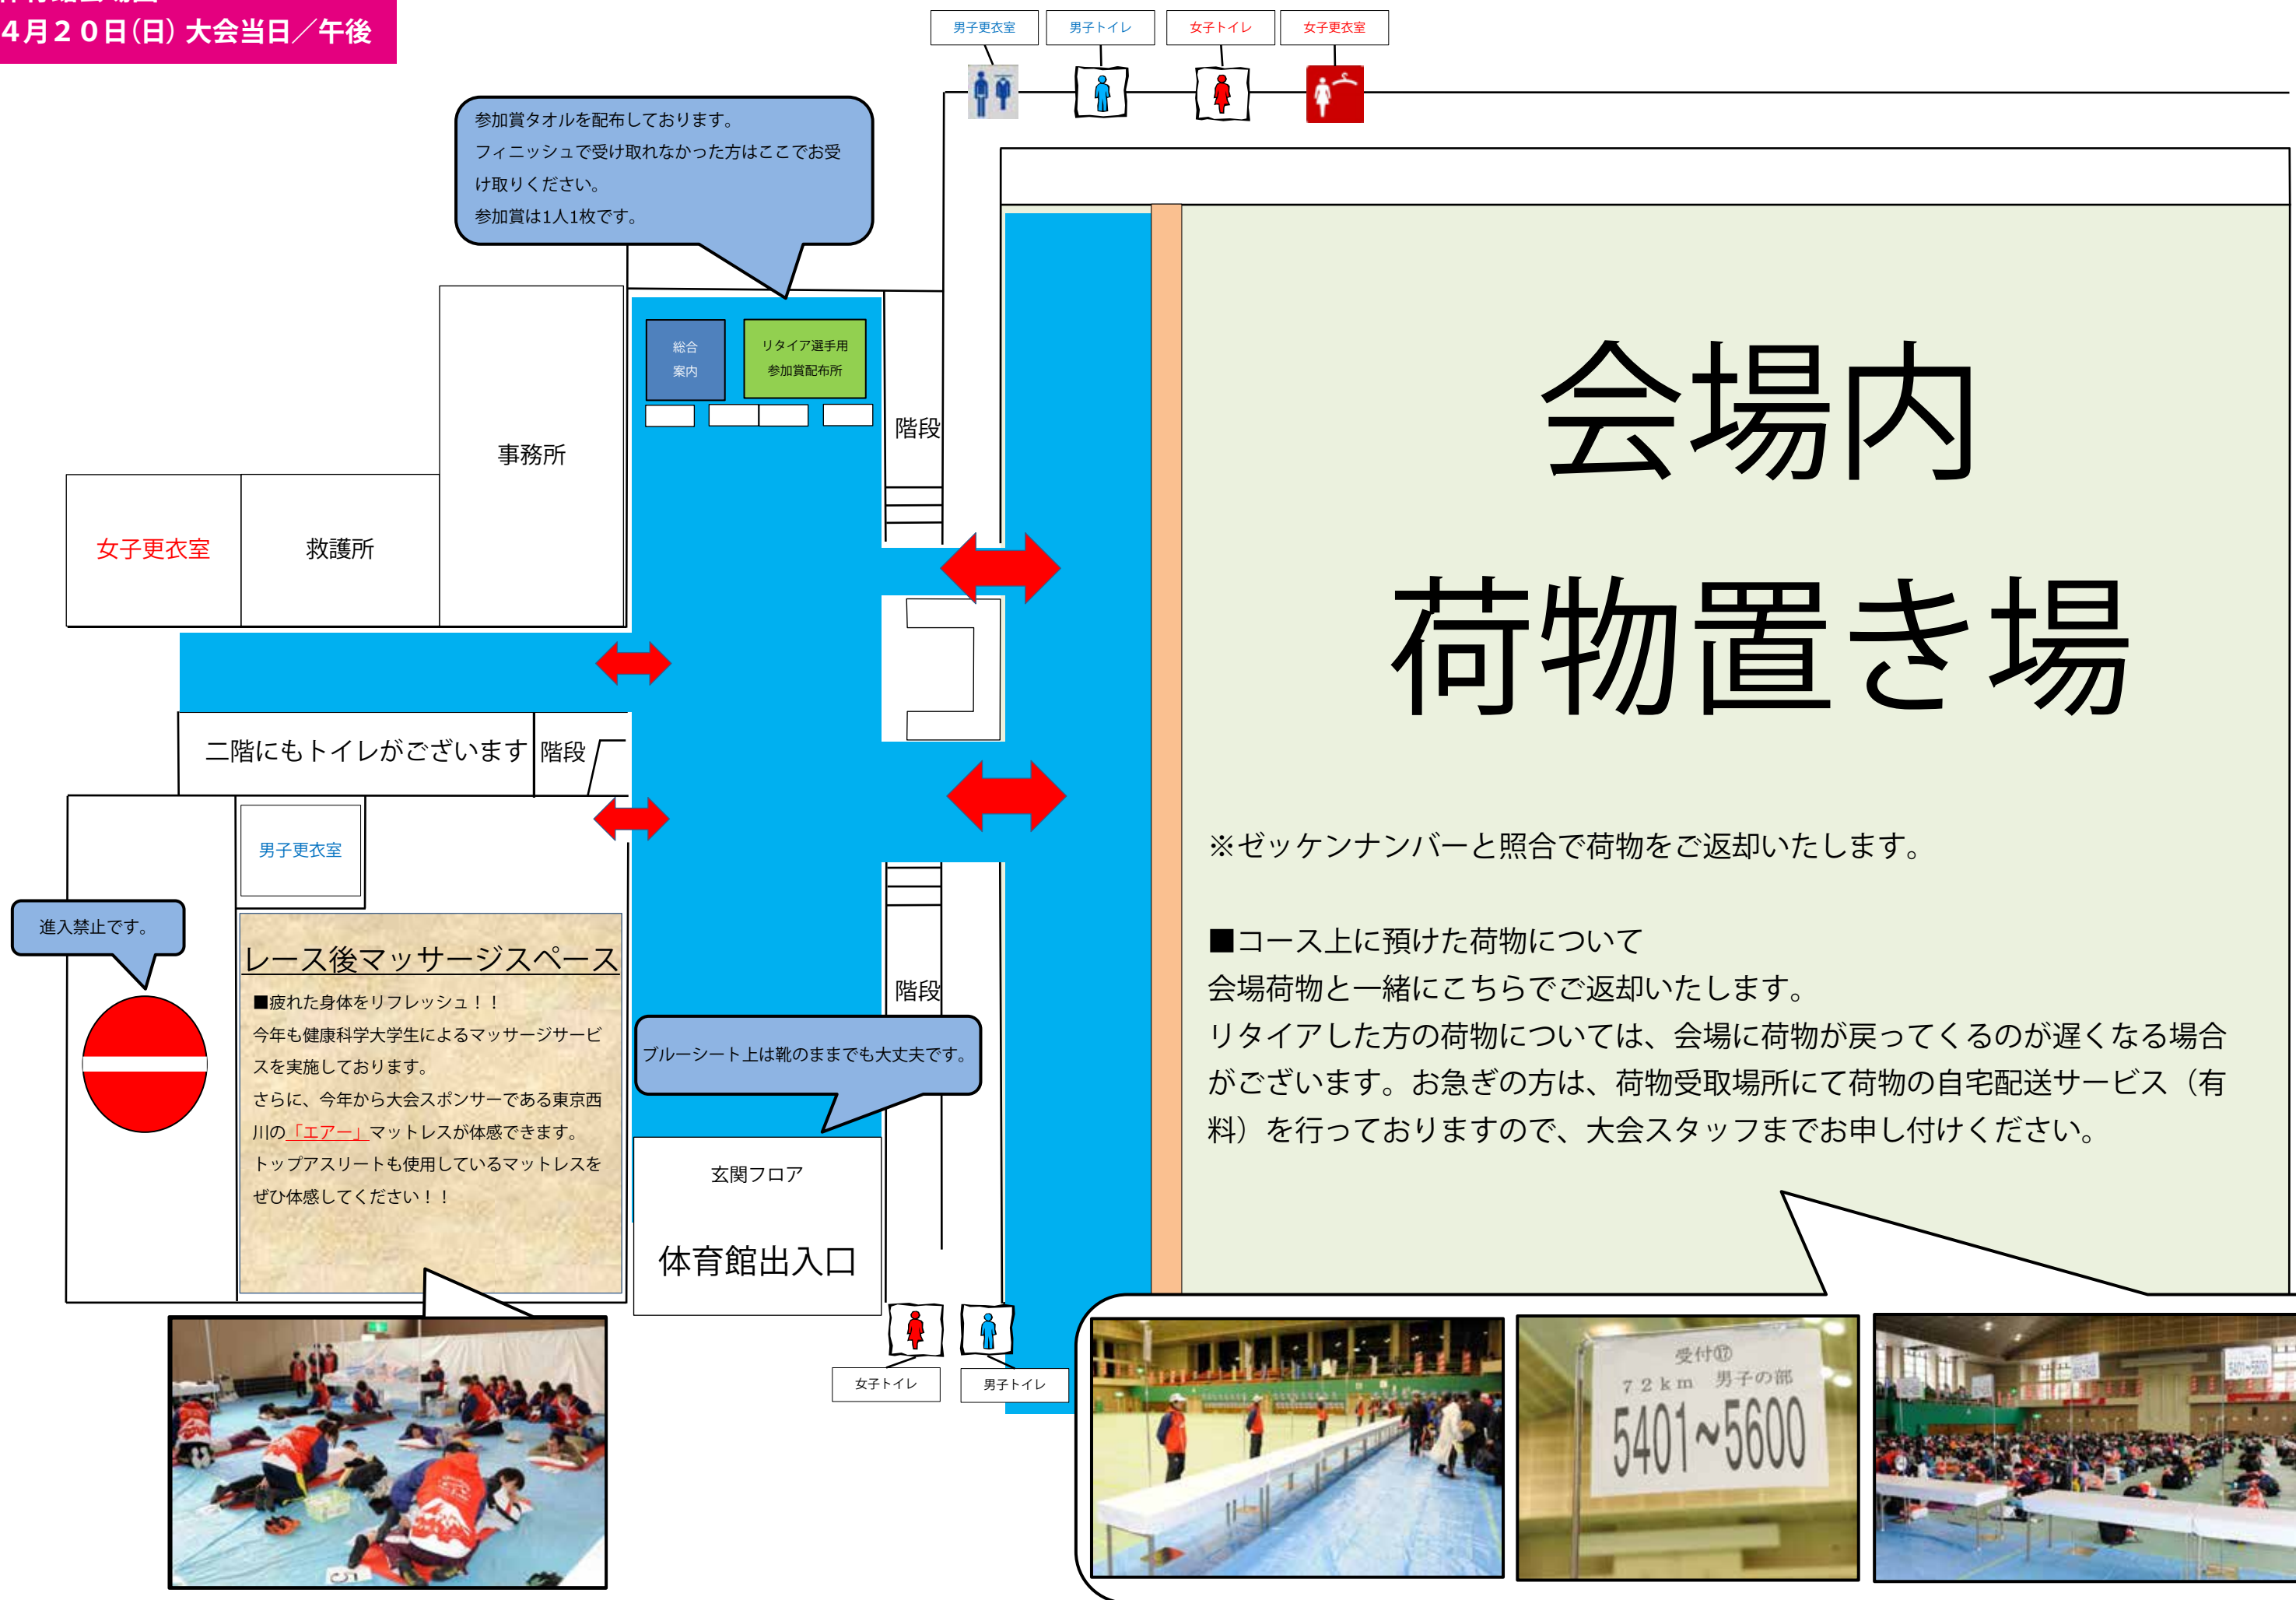 4月20日(日) 大会当日／午後
男子更衣室
男子トイレ
女子トイレ
女子更衣室
参加賞タオルを配布しております。
フィニッシュで受け取れなかった方はここでお受
け取りください。
参加賞は1人1枚です。
総合
案内
リタイア選手用
参加賞配布所
階段
事務所
女子更衣室
救護所
会場内
荷物置き場
二階にもトイレがございます
階段
男子更衣室
進入禁止です。
レース後マッサージスペース
■疲れた身体をリフレッシュ！！
今年も健康科学大学生によるマッサージサービ
スを実施しております。
さらに、今年から大会スポンサーである東京西
川の「エアー」マットレスが体感できます。
トップアスリートも使用しているマットレスを
ぜひ体感してください！！
階段
ブルーシート上は靴のままでも大丈夫です。
玄関フロア
体育館出入口
女子トイレ
男子トイレ
※ゼッケンナンバーと照合で荷物をご返却いたします。
■コース上に預けた荷物について
会場荷物と一緒にこちらでご返却いたします。
リタイアした方の荷物については、会場に荷物が戻ってくるのが遅くなる場合
がございます。お急ぎの方は、荷物受取場所にて荷物の自宅配送サービス（有
料）を行っておりますので、大会スタッフまでお申し付けください。
受付⑰
72km 男子の部
5401～5600
5401～5600